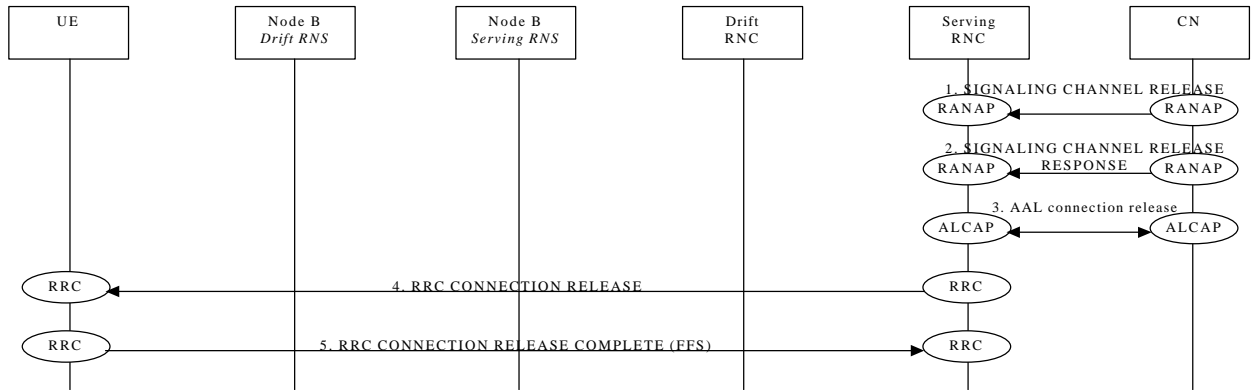 UE
Node B
Drift RNS
Node B
Serving RNS
Drift
RNC
Serving
RNC
CN
1. SIGNALING CHANNEL RELEASE
RANAP
RANAP
2. SIGNALING CHANNEL RELEASE
RESPONSE
RANAP
RANAP
3. AAL connection release
ALCAP
ALCAP
RRC
4. RRC CONNECTION RELEASE
RRC
RRC
5. RRC CONNECTION RELEASE COMPLETE (FFS)
RRC